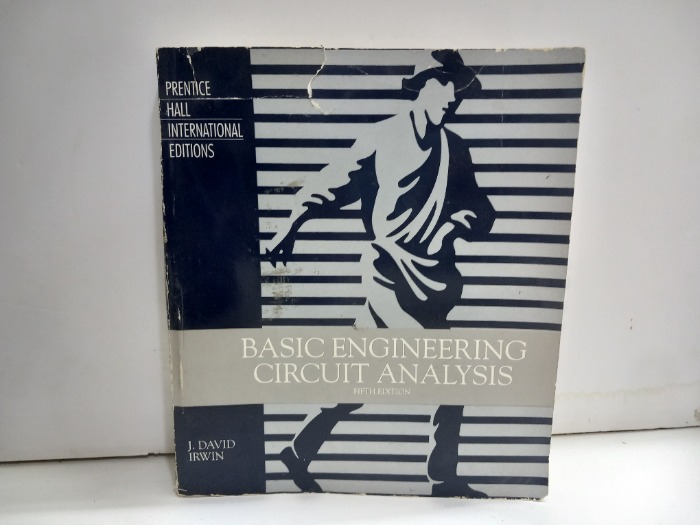 PRENTICE
HALL
INTERNATIONAL
EDITIONS
BASIC ENGINEERING
CIRCUIT ANALYSIS
FIFTH EDITION
J. DAVID
IRWIN